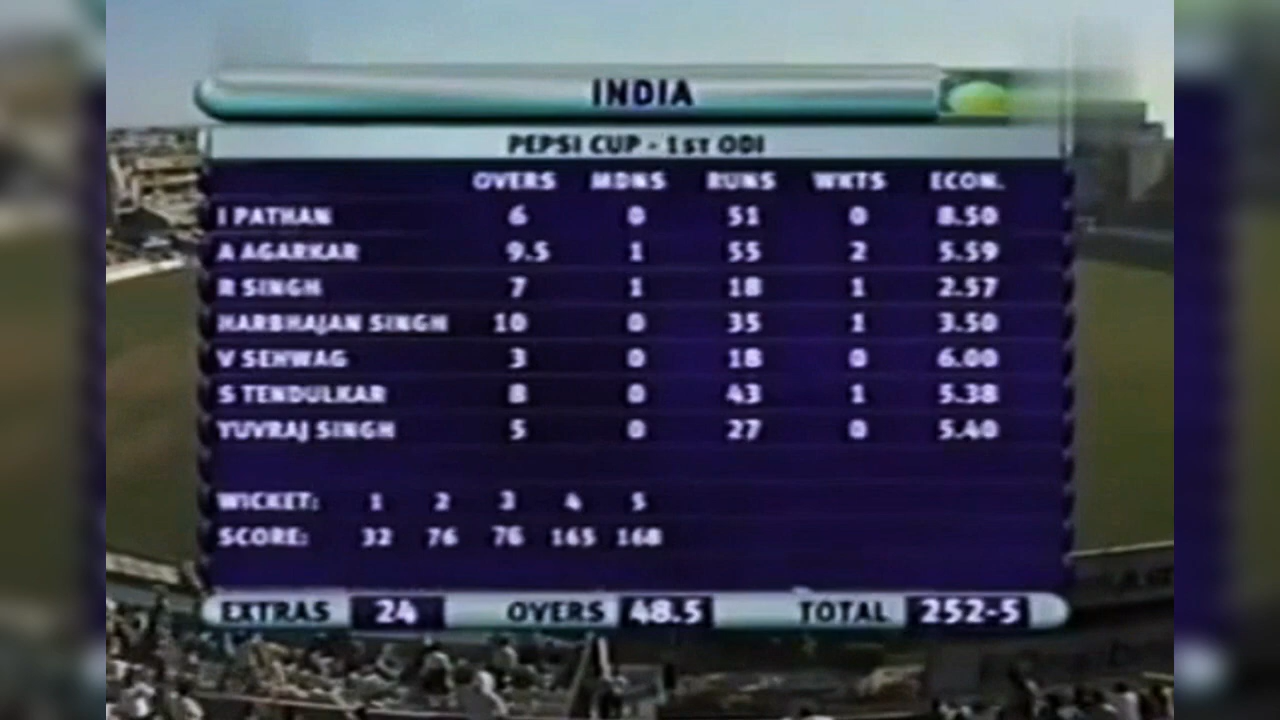 INDIA
PEPSI CUP - 1ST ODI
OVERS MDNS RUNS WKTS ECON.
I PATHAN 6 0 51 0 8.50
A AGARKAR 9.5 1 55 2 5.59
R SINGH 7 1 18 1 2.57
HARBHAJAN SINGH 10 0 35 1 3.50
V SEHWAG 3 0 18 0 6.00
S TENDULKAR 8 0 43 1 5.38
YUVRAJ SINGH 5 0 27 0 5.40
WICKET: 1 2 3 4 5
SCORE: 32 76 76 165 168
EXTRAS 24 OVERS 48.5 TOTAL 252-5